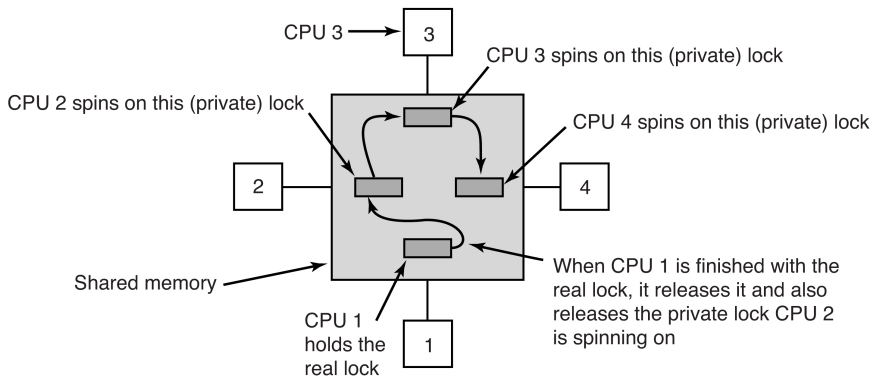 CPU 3
3
CPU 3 spins on this (private) lock
CPU 2 spins on this (private) lock
CPU 4 spins on this (private) lock
2
4
Shared memory
When CPU 1 is finished with the
real lock, it releases it and also
releases the private lock CPU 2
is spinning on
CPU 1
holds the
real lock
1